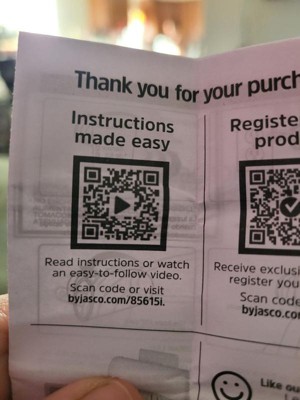 Thank you for your purch
Instructions
made easy
Read instructions or watch
an easy-to-follow video.
Scan code or visit
byjasco.com/85615i.
Registe
prod
Receive exclusi
register you
Scan code
byjasco.co
Like ou